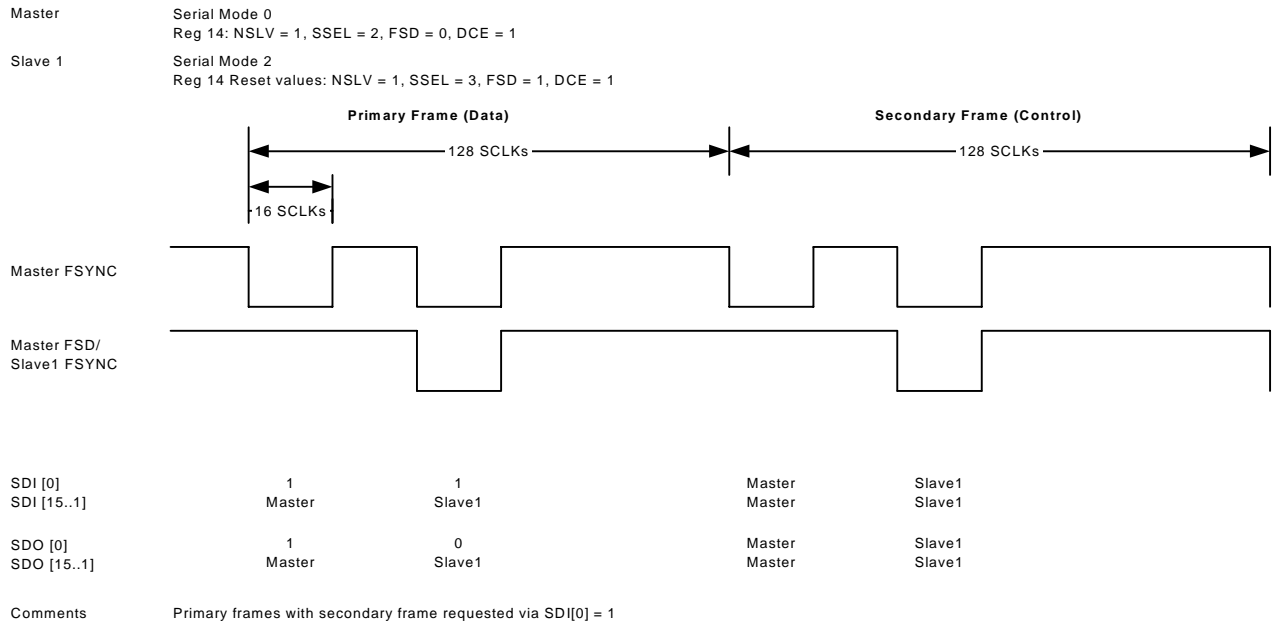 Master Serial Mode 0
Reg 14: NSLV = 1, SSEL = 2, FSD = 0, DCE = 1
Slave 1 Serial Mode 2
Reg 14 Reset values: NSLV = 1, SSEL = 3, FSD = 1, DCE = 1
Primary Frame (Data) Secondary Frame (Control)
128 SCLKs 128 SCLKs
16 SCLKs
Master FSYNC
Master FSD/
Slave1 FSYNC
SDI [0] 1 1 Master Slave1
SDI [15..1] Master Slave1 Master Slave1
SDO [0] 1 0 Master Slave1
SDO [15..1] Master Slave1 Master Slave1
Comments Primary frames with secondary frame requested via SDI[0] = 1